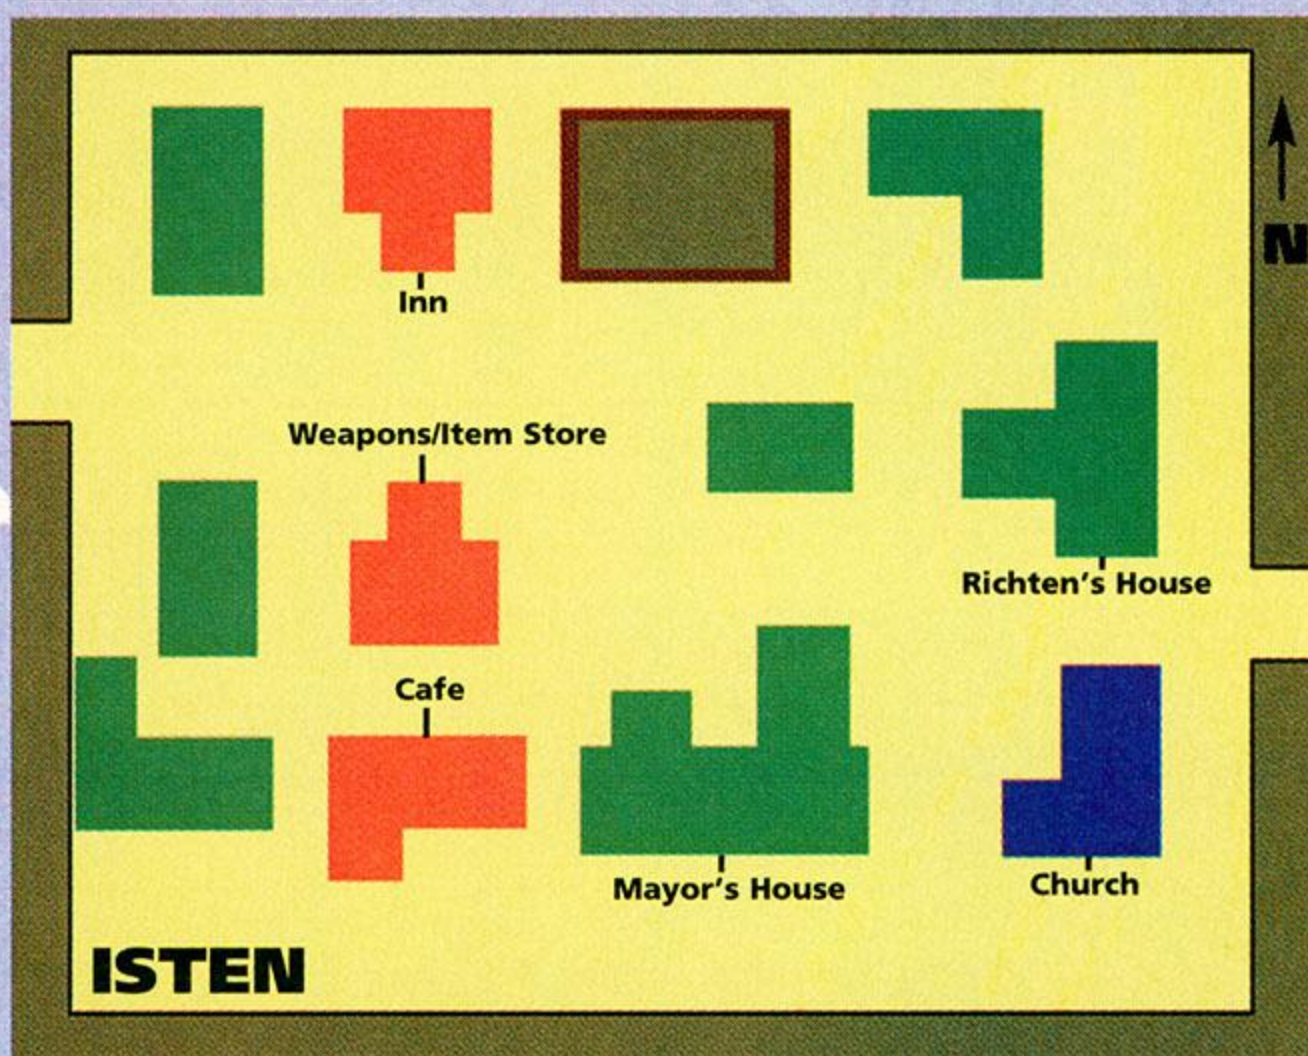 N
Inn
Weapons/Item Store
Richten's House
Cafe
Mayor's House
Church
ISTEN